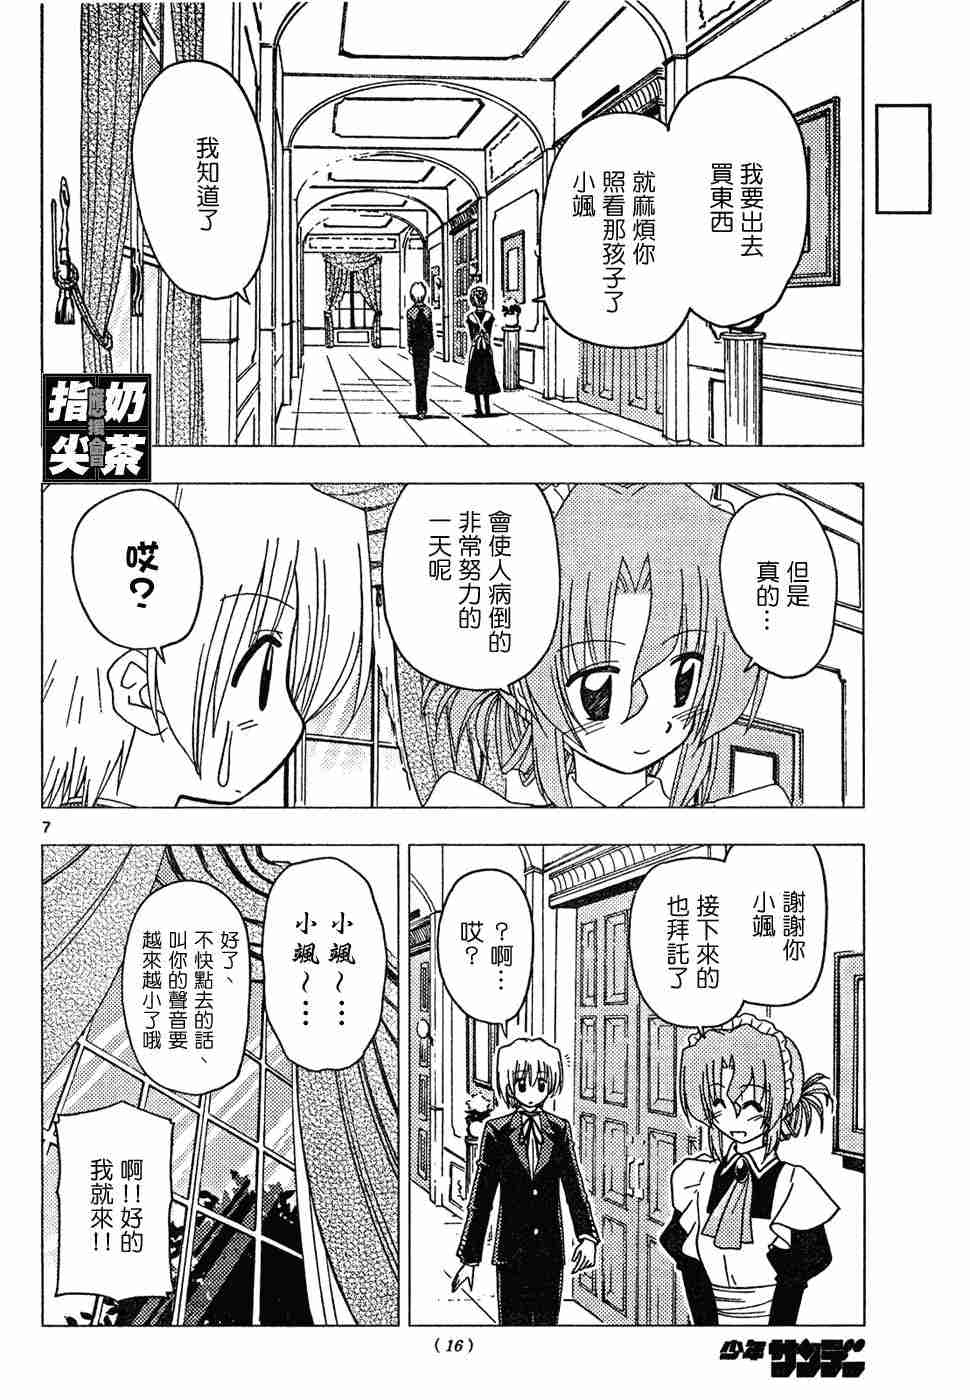 我要出去
買東西
就麻煩你
照看那孩子了
小颯
我知道了
指奶
尖茶
但是
真的…
會使人病倒的
非常努力的
一天呢
哎？
7
謝謝你
小颯
接下來的
也拜託了
？啊…
哎？
小颯～…
小颯～…
好了、
不快點去的話、
叫你的聲音要
越來越小了哦
啊!!好的
我就來!!
(16)
少年サンデー